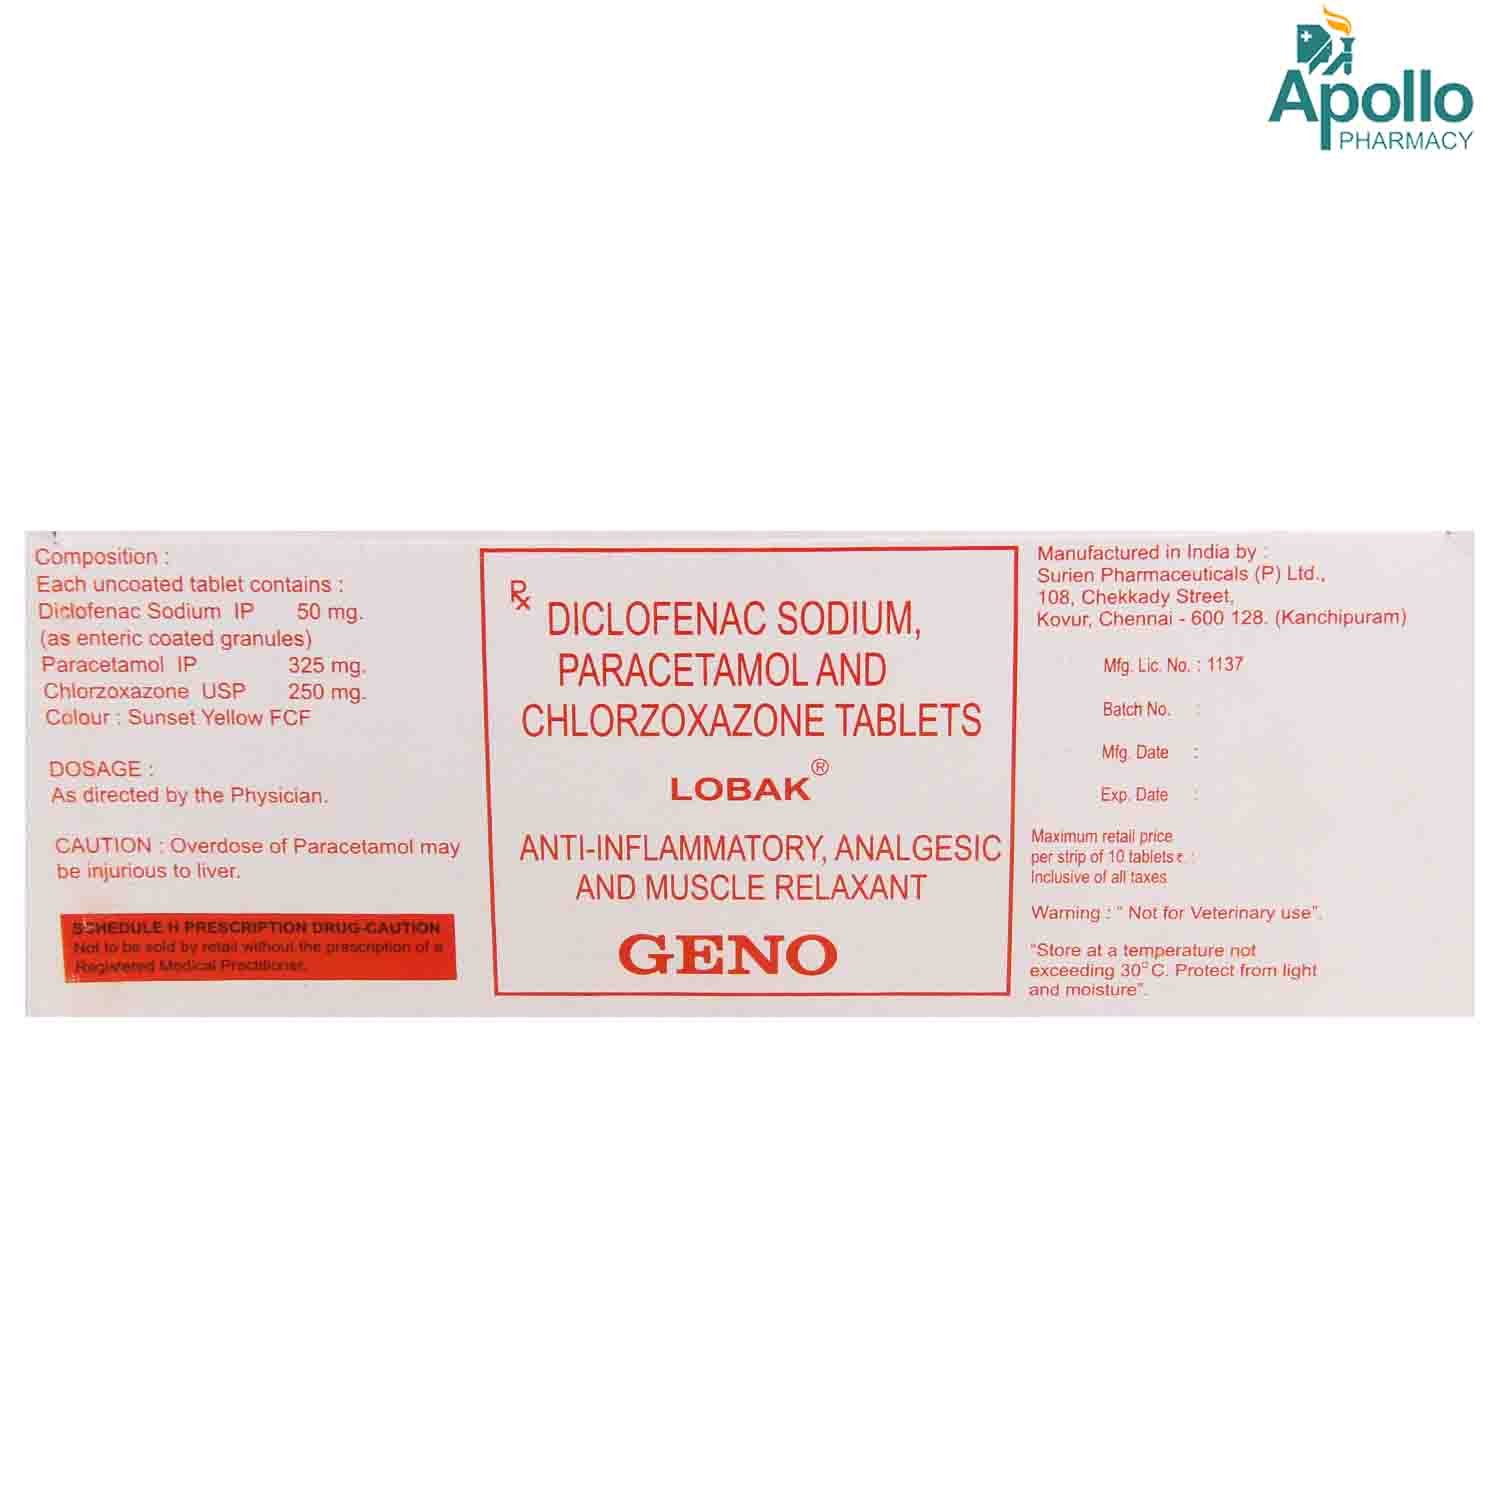 Apollo
PHARMACY
Composition :
Each uncoated tablet contains :
Diclofenac Sodium IP 50 mg.
(as enteric coated granules)
Paracetamol IP 325 mg.
Chlorzoxazone USP 250 mg.
Colour : Sunset Yellow FCF
DOSAGE :
As directed by the Physician.
CAUTION : Overdose of Paracetamol may
be injurious to liver.
SCHEDULE H PRESCRIPTION DRUG-CAUTION
Not to be sold by retail without the prescription of a
Registered Medical Practitioner.
Rx
DICLOFENAC SODIUM,
PARACETAMOL AND
CHLORZOXAZONE TABLETS
LOBAK®
ANTI-INFLAMMATORY, ANALGESIC
AND MUSCLE RELAXANT
GENO
Manufactured in India by :
Surien Pharmaceuticals (P) Ltd.,
108, Chekkady Street,
Kovur, Chennai - 600 128. (Kanchipuram)
Mfg. Lic. No. : 1137
Batch No. :
Mfg. Date :
Exp. Date :
Maximum retail price
per strip of 10 tablets ₹. :
Inclusive of all taxes
Warning : " Not for Veterinary use".
"Store at a temperature not
exceeding 30°C. Protect from light
and moisture".